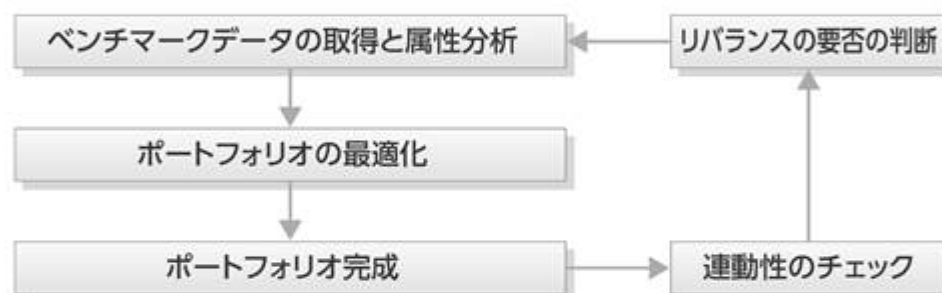 ベンチマークデータの取得と属性分析
リバランスの要否の判断
ポートフォリオの最適化
ポートフォリオ完成
連動性のチェック